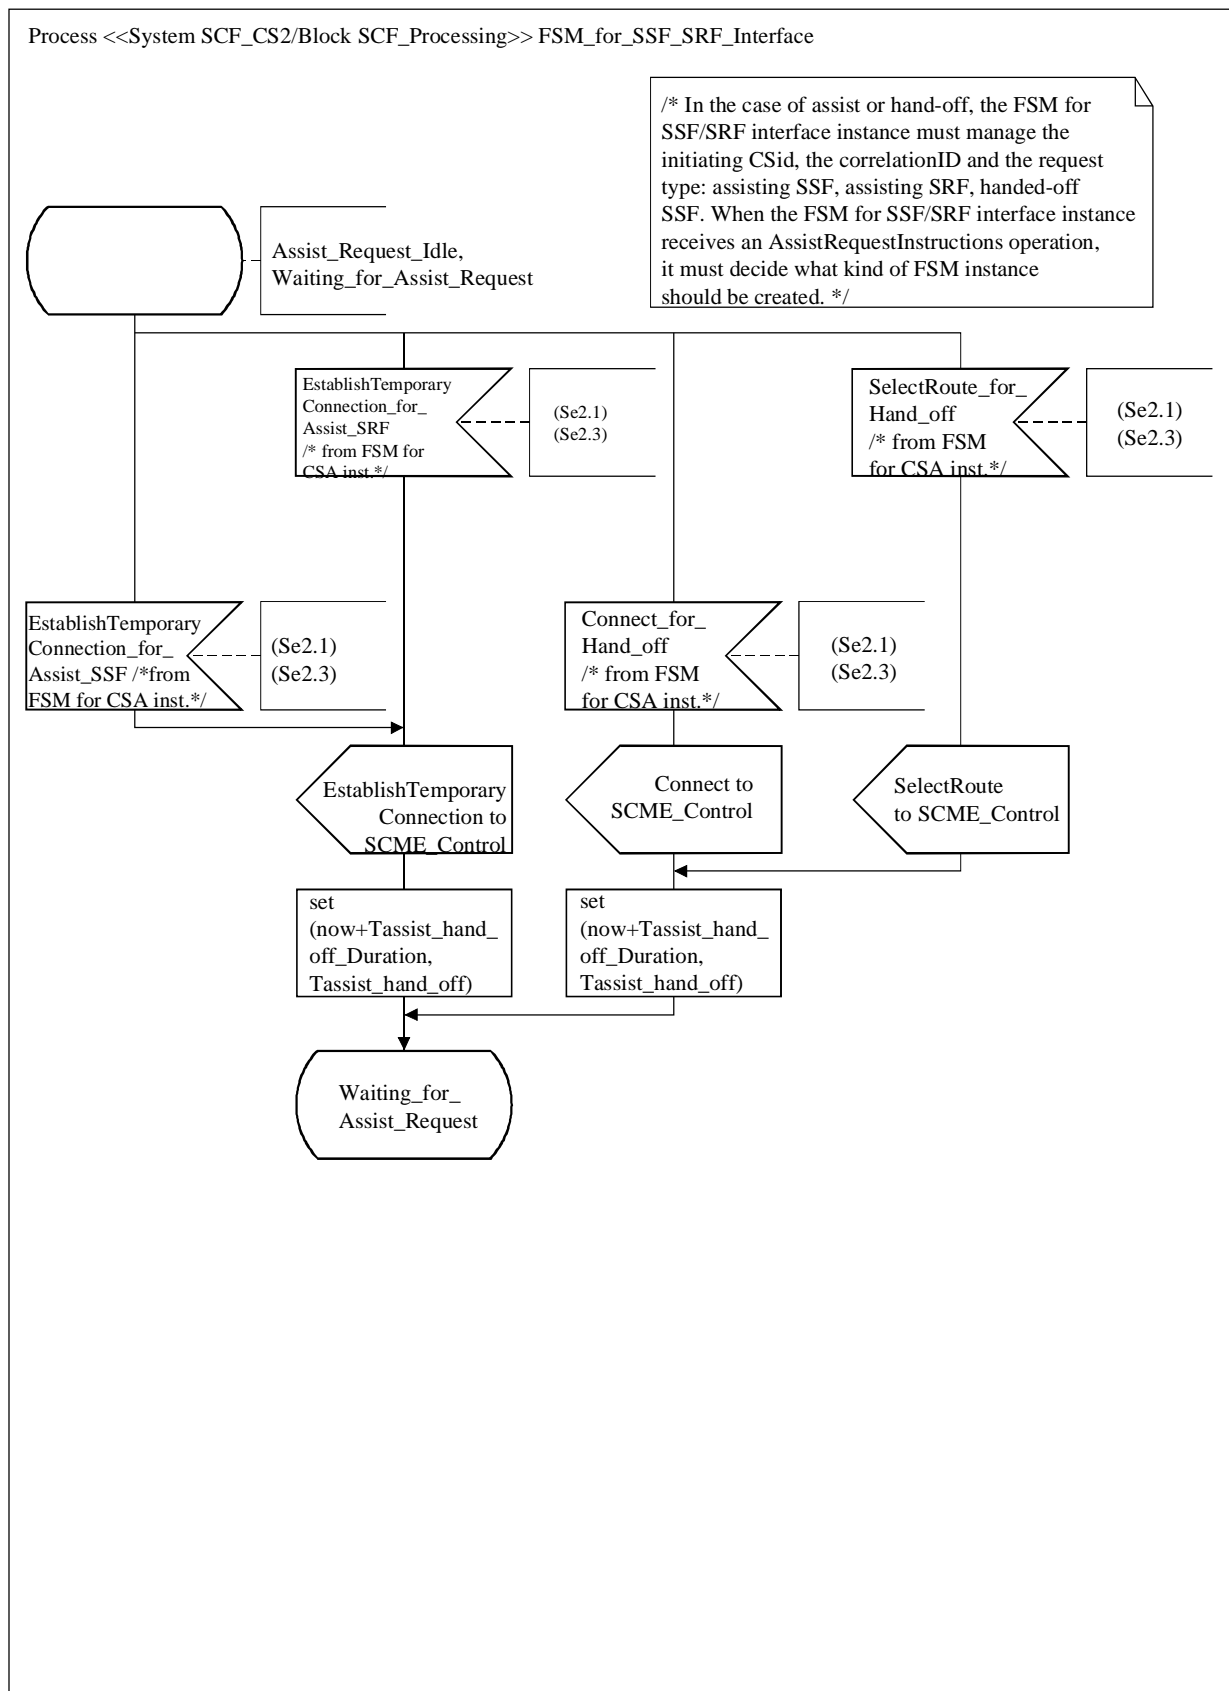 Process <<System SCF_CS2/Block SCF_Processing>> FSM_for_SSF_SRF_Interface
/* In the case of assist or hand-off, the FSM for
SSF/SRF interface instance must manage the
initiating CSid, the correlationID and the request
type: assisting SSF, assisting SRF, handed-off
SSF. When the FSM for SSF/SRF interface instance
receives an AssistRequestInstructions operation,
it must decide what kind of FSM instance
should be created. */
Assist_Request_Idle,
Waiting_for_Assist_Request
EstablishTemporary
Connection_for_
Assist_SRF
/* from FSM for
CSA inst.*/
(Se2.1)
(Se2.3)
SelectRoute_for_
Hand_off
/* from FSM
for CSA inst.*/
(Se2.1)
(Se2.3)
EstablishTemporary
Connection_for_
Assist_SSF /*from
FSM for CSA inst.*/
(Se2.1)
(Se2.3)
Connect_for_
Hand_off
/* from FSM
for CSA inst.*/
(Se2.1)
(Se2.3)
EstablishTemporary
Connection to
SCME_Control
Connect to
SCME_Control
SelectRoute
to SCME_Control
set
(now+Tassist_hand_
off_Duration,
Tassist_hand_off)
set
(now+Tassist_hand_
off_Duration,
Tassist_hand_off)
Waiting_for_
Assist_Request